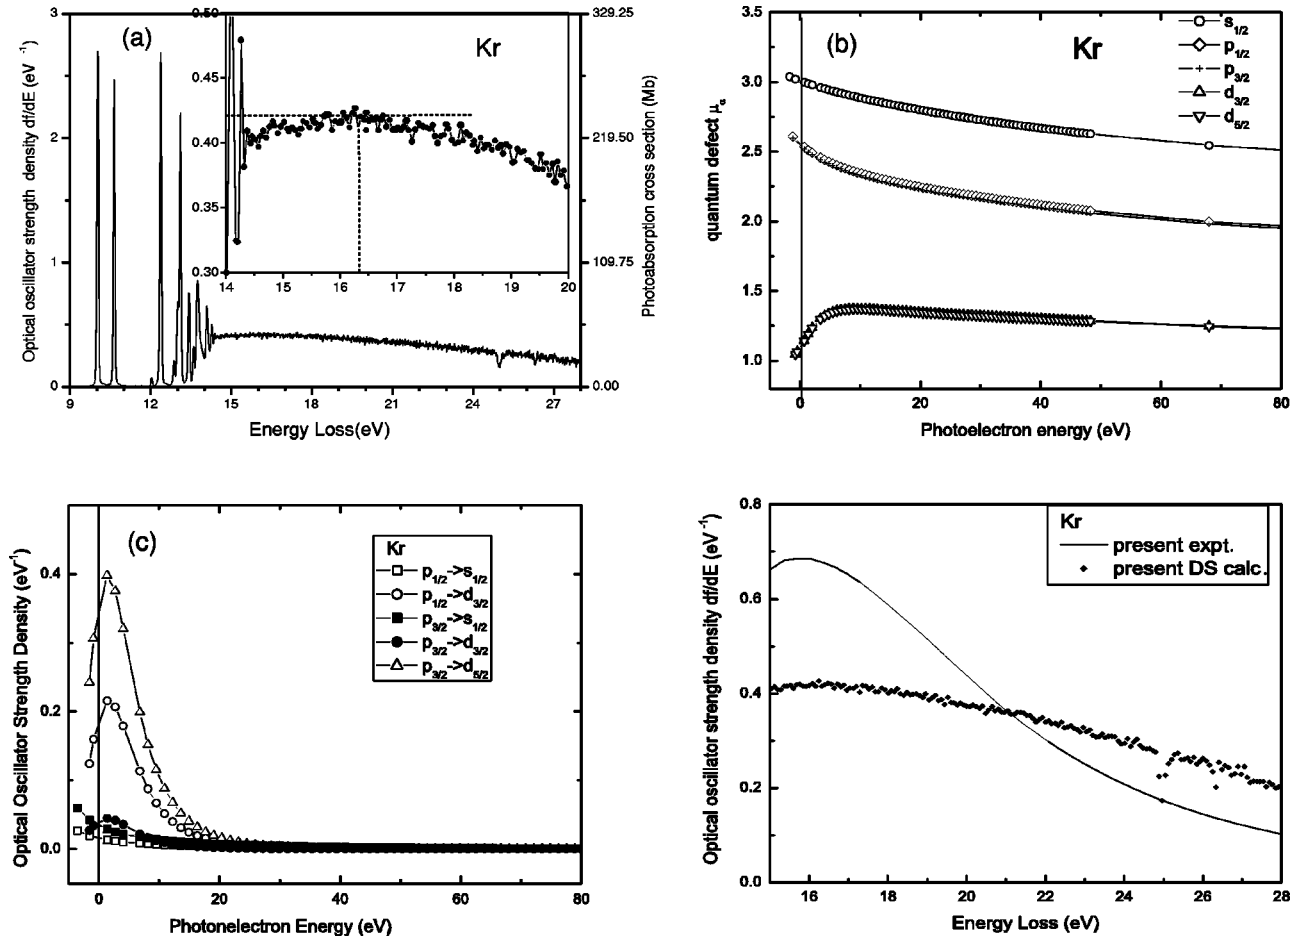 (a)
Kr
Optical oscillator strength density df/dE (eV⁻¹)
3
2
1
0
9 12 15 18 21 24 27
Energy Loss(eV)
0.50
0.45
0.40
0.35
0.30
14 15 16 17 18 19 20
329.25
219.50
109.75
0.00
Photoabsorption cross section (Mb)
(b)
Kr
s1/2
p1/2
p3/2
d3/2
d5/2
quantum defect μα
3.5
3.0
2.5
2.0
1.5
1.0
0 20 40 60 80
Photoelectron energy (eV)
(c)
Kr
p1/2->s1/2
p1/2->d3/2
p3/2->s1/2
p3/2->d3/2
p3/2->d5/2
Optical Oscillator Strength Density (eV⁻¹)
0.4
0.2
0.0
0 20 40 60 80
Photonelectron Energy (eV)
Kr
present expt.
present DS calc.
Optical oscillator strength density df/dE (eV⁻¹)
0.8
0.6
0.4
0.2
0.0
16 18 20 22 24 26 28
Energy Loss (eV)